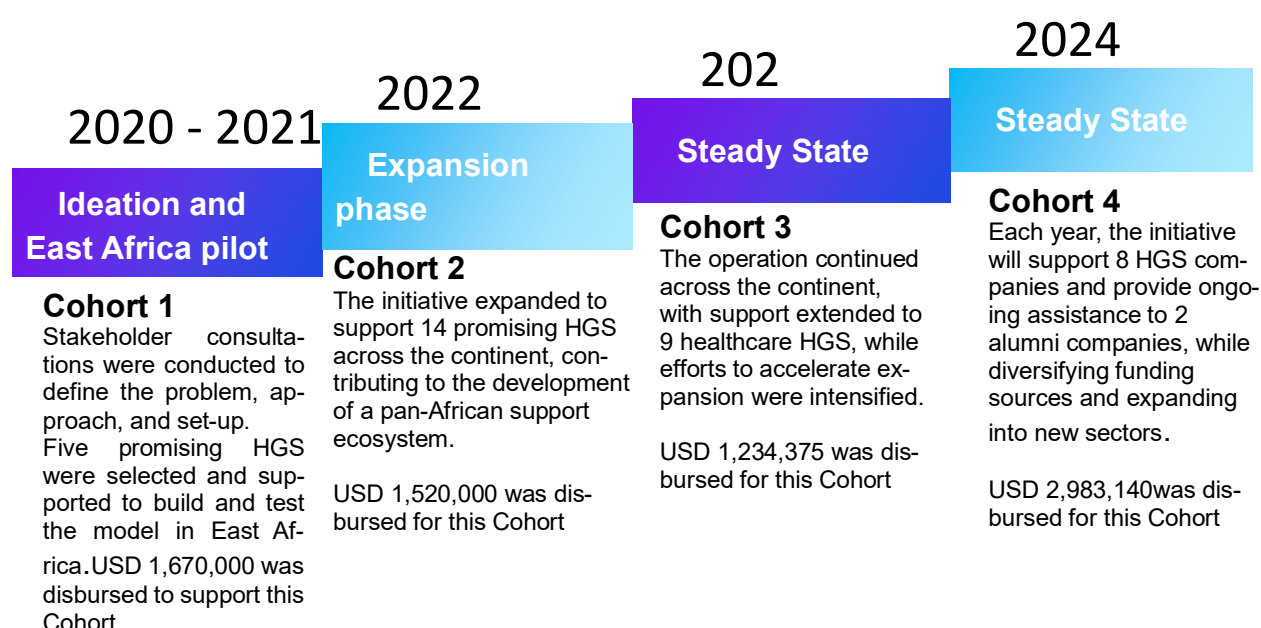 2020 - 2021
Ideation and
East Africa pilot
Cohort 1
Stakeholder consulta-
tions were conducted to
define the problem, ap-
proach, and set-up.
Five promising HGS
were selected and sup-
ported to build and test
the model in East Af-
rica.USD 1,670,000 was
disbursed to support this
Cohort
2022
Expansion
phase
Cohort 2
The initiative expanded to
support 14 promising HGS
across the continent, con-
tributing to the development
of a pan-African support
ecosystem.
USD 1,520,000 was dis-
bursed for this Cohort
202
Steady State
Cohort 3
The operation continued
across the continent,
with support extended to
9 healthcare HGS, while
efforts to accelerate ex-
pansion were intensified.
USD 1,234,375 was dis-
bursed for this Cohort
2024
Steady State
Cohort 4
Each year, the initiative
will support 8 HGS com-
panies and provide ongo-
ing assistance to 2
alumni companies, while
diversifying funding
sources and expanding
into new sectors.
USD 2,983,140was dis-
bursed for this Cohort